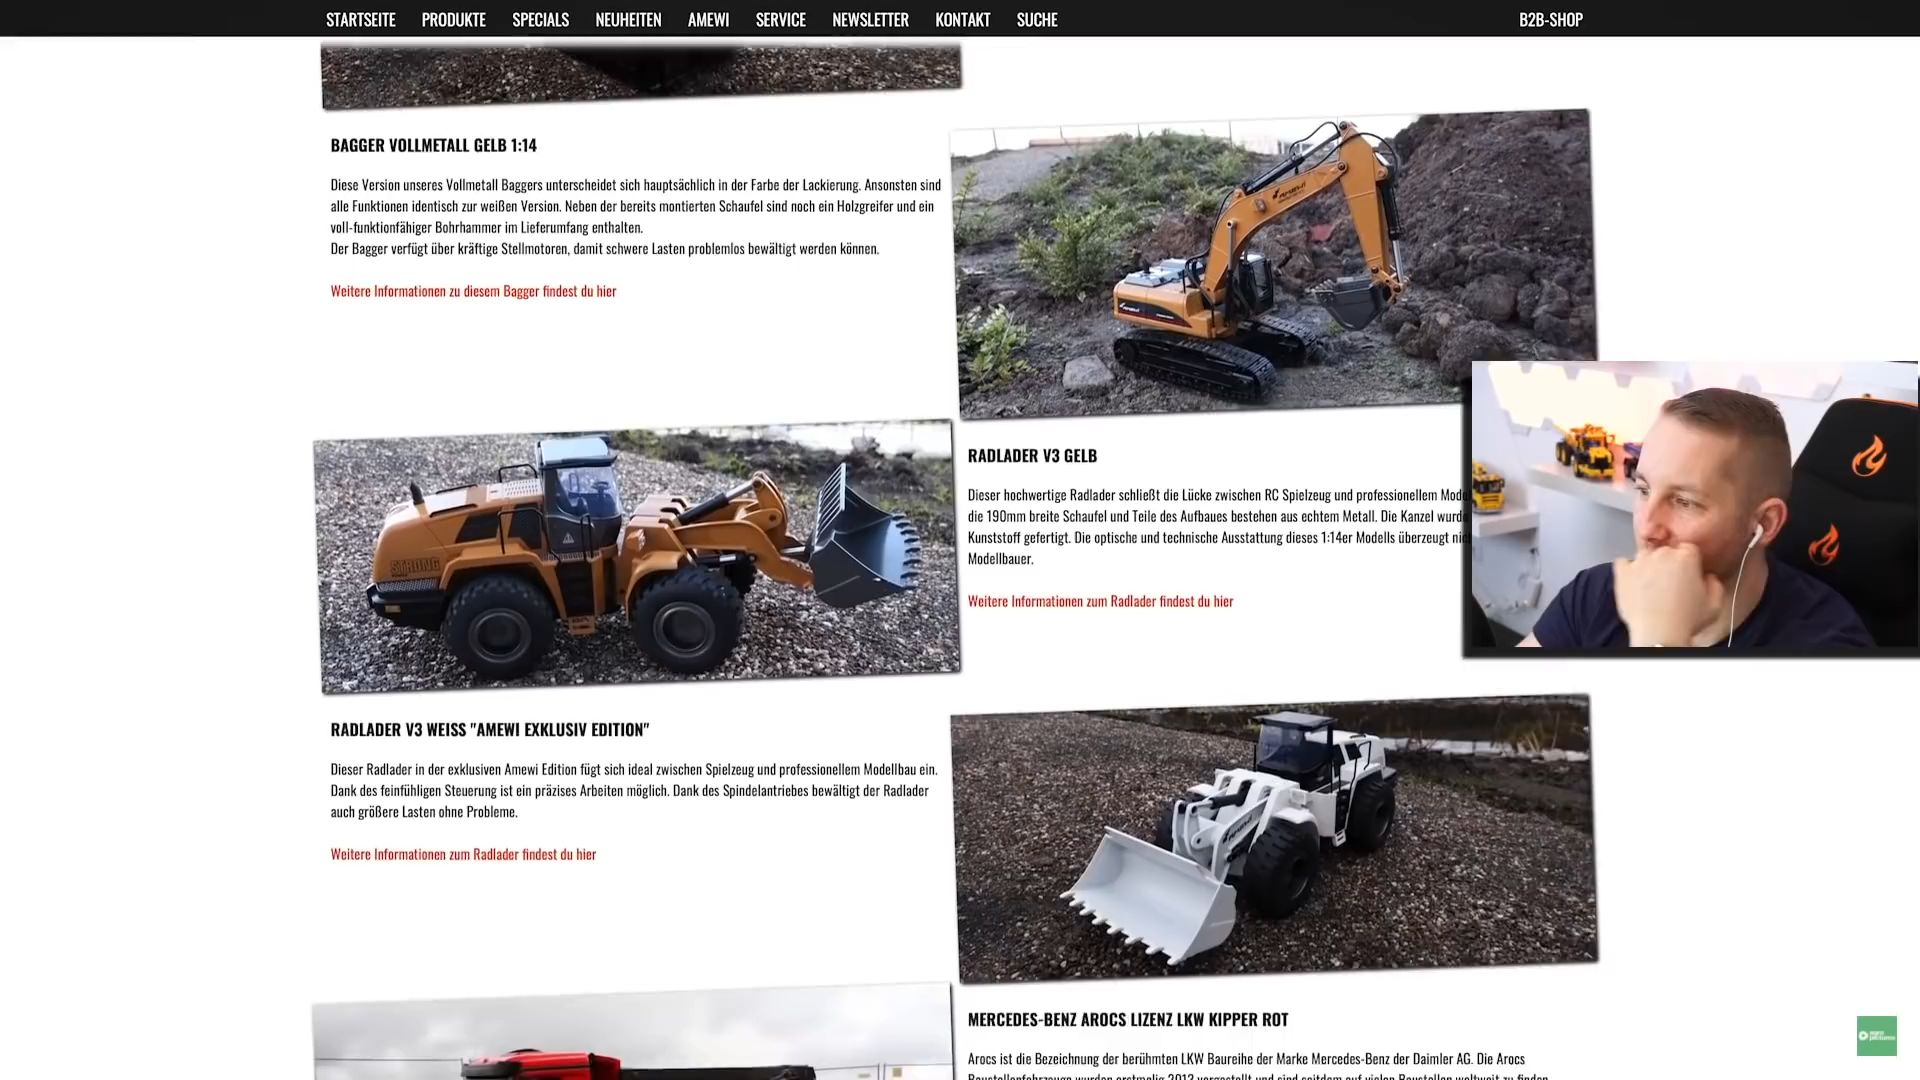 STARTSEITE PRODUKTE SPECIALS NEUHEITEN AMEWI SERVICE NEWSLETTER KONTAKT SUCHE B2B-SHOP
BAGGER VOLLMETALL GELB 1:14
Diese Version unseres Vollmetall Baggers unterscheidet sich hauptsächlich in der Farbe der Lackierung. Ansonsten sind
alle Funktionen identisch zur weißen Version. Neben der bereits montierten Schaufel sind noch ein Holzgreifer und ein
voll-funktionfähiger Bohrhammer im Lieferumfang enthalten.
Der Bagger verfügt über kräftige Stellmotoren, damit schwere Lasten problemlos bewältigt werden können.
Weitere Informationen zu diesem Bagger findest du hier
STRONG
RADLADER V3 GELB
Dieser hochwertige Radlader schließt die Lücke zwischen RC Spielzeug und professionellem
die 190mm breite Schaufel und Teile des Aufbaues bestehen aus echtem Metall. Die Kanzel wurde
Kunststoff gefertigt. Die optische und technische Ausstattung dieses 1:14er Modells überzeugt
Modellbauer.
Weitere Informationen zum Radlader findest du hier
RADLADER V3 WEISS "AMEWI EXKLUSIV EDITION"
Dieser Radlader in der exklusiven Amewi Edition fügt sich ideal zwischen Spielzeug und professionellem Modellbau ein.
Dank des feinfühligen Steuerung ist ein präzises Arbeiten möglich. Dank des Spindelantriebes bewältigt der Radlader
auch größere Lasten ohne Probleme.
Weitere Informationen zum Radlader findest du hier
MERCEDES-BENZ AROCS LIZENZ LKW KIPPER ROT
Arocs ist die Bezeichnung der berühmten LKW Baureihe der Marke Mercedes-Benz der Daimler AG. Die Arocs